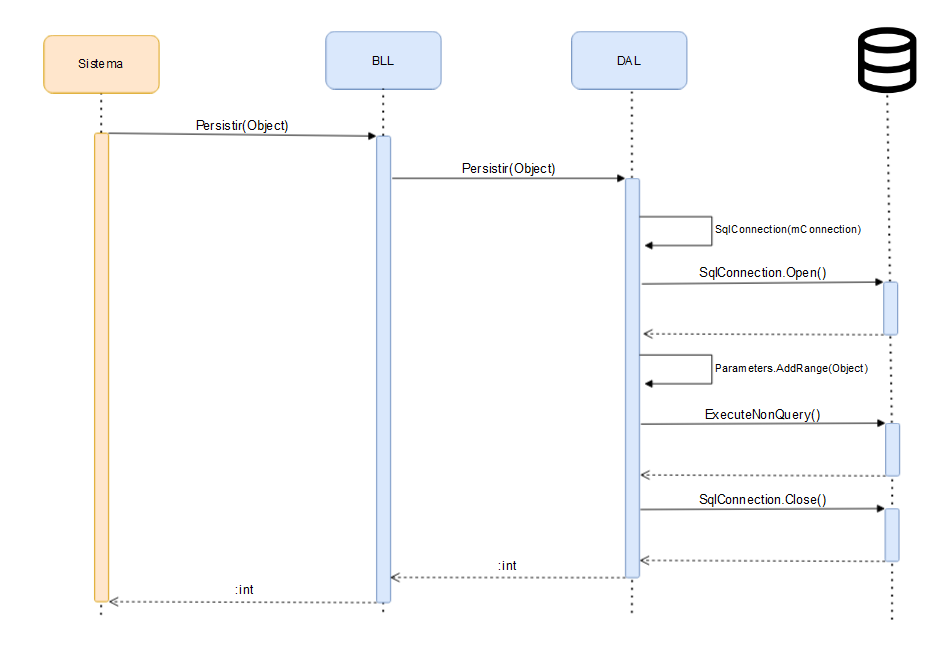 Sistema
BLL
DAL
Persistir(Object)
Persistir(Object)
SqlConnection(mConnection)
SqlConnection.Open()
Parameters.AddRange(Object)
ExecuteNonQuery()
SqlConnection.Close()
:int
:int